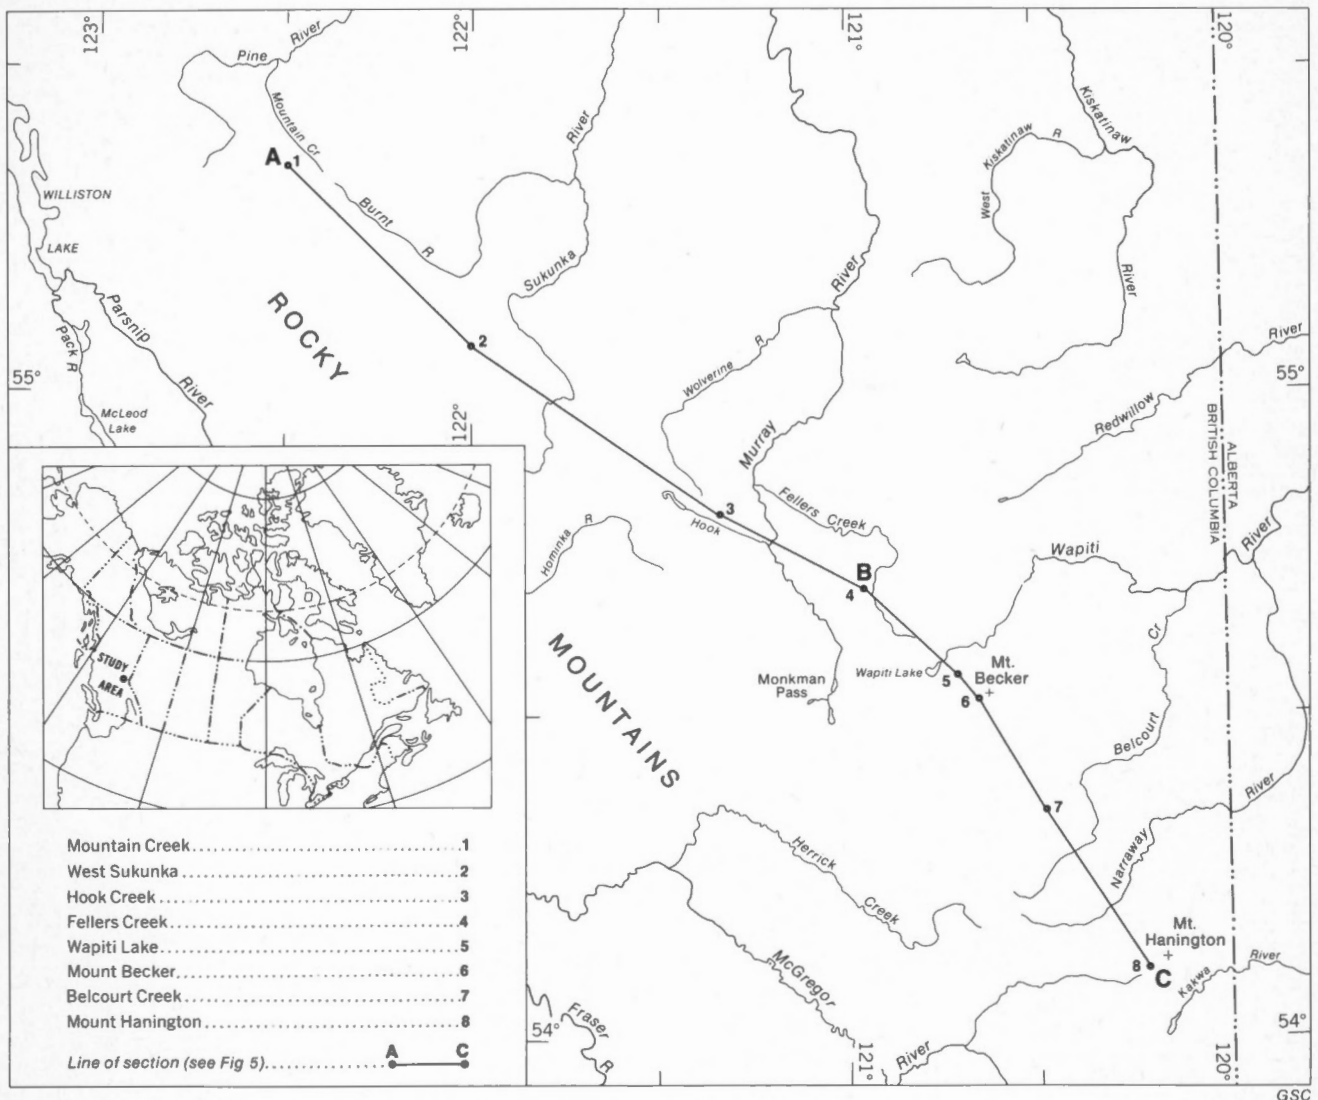 123°
122°
121°
120°
Pine River
Mountain Cr
A 1
Burnt R
River
Sukunka
WILLISTON
LAKE
Parsnip
River
Pack R
McLeod
Lake
55°
ROCKY
MOUNTAINS
2
122°
Kiskatinaw
River
West Kiskatinaw R
River
Wolverine R
Murray
Redwillow
River
55°
ALBERTA
BRITISH COLUMBIA
3
Hook
Fellers Creek
B
4
Hominka R
Wapiti
River
Wapiti Lake
5
Mt.
Becker
6
Monkman
Pass
Belcourt Cr
7
Narraway
River
Herrick
Creek
McGregor
River
Mt.
Hanington
8
C
Kakwa River
Fraser
R
54°
54°
121°
120°
STUDY
AREA
Mountain Creek 1
West Sukunka 2
Hook Creek 3
Fellers Creek 4
Wapiti Lake 5
Mount Becker 6
Belcourt Creek 7
Mount Hanington 8
Line of section (see Fig 5) A C
GSC